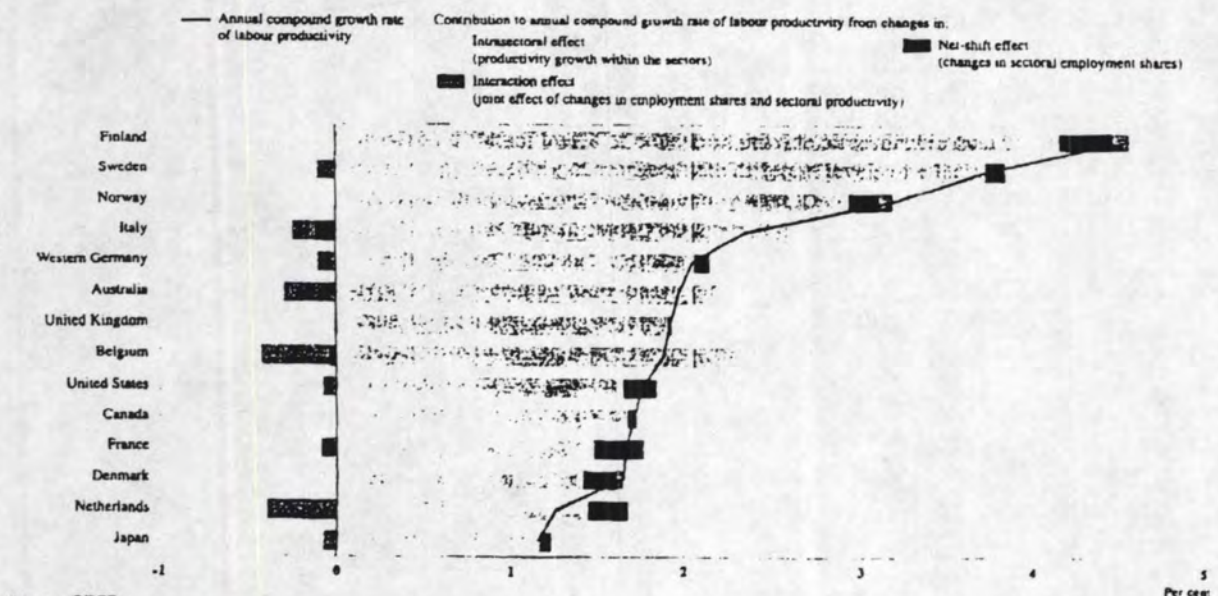 Annual compound growth rate
of labour productivity
Contribution to annual compound growth rate of labour productivity from changes in:
Intrasectoral effect
(productivity growth within the sectors)
Interaction effect
(joint effect of changes in employment shares and sectoral productivity)
Net-shift effect
(changes in sectoral employment shares)
Finland
Sweden
Norway
Italy
Western Germany
Australia
United Kingdom
Belgium
United States
Canada
France
Denmark
Netherlands
Japan
-1 0 1 2 3 4 5
Per cent